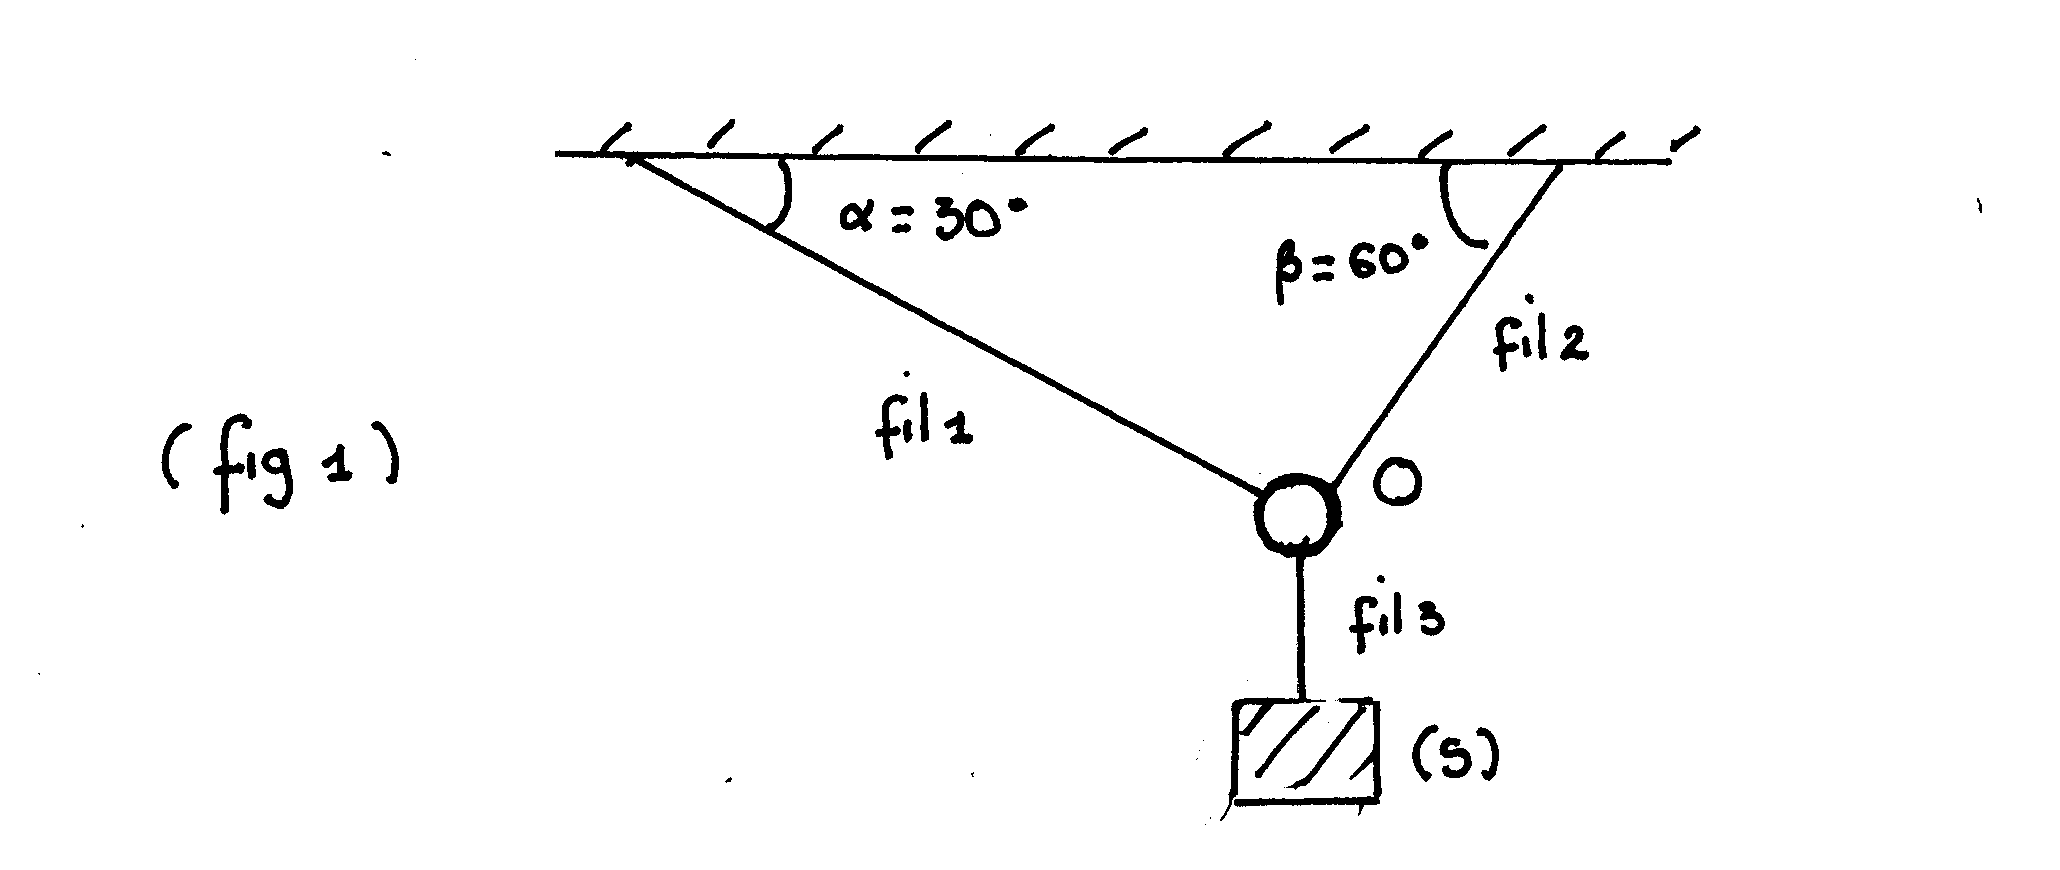 α = 30°
β = 60°
fil 2
fil 1
(fig 1)
O
fil 3
(S)